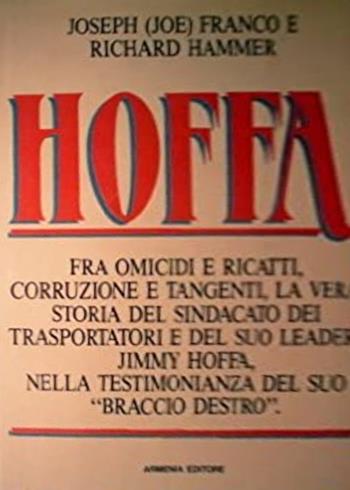 JOSEPH (JOE) FRANCO E
RICHARD HAMMER
HOFFA
FRA OMICIDI E RICATTI,
CORRUZIONE E TANGENTI, LA VERA
STORIA DEL SINDACATO DEI
TRASPORTATORI E DEL SUO LEADER
JIMMY HOFFA,
NELLA TESTIMONIANZA DEL SUO
“BRACCIO DESTRO”.
ARMENIA EDITORE